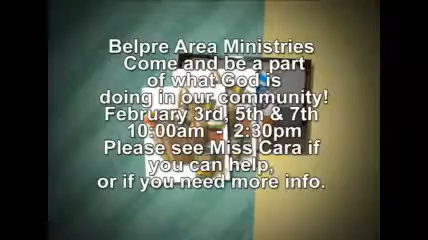 Belpre Area Ministries
Come and be a part
of what God is
doing in our community!
February 3rd, 5th & 7th
10:00am - 2:30pm
Please see Miss Cara if
you can help,
or if you need more info.